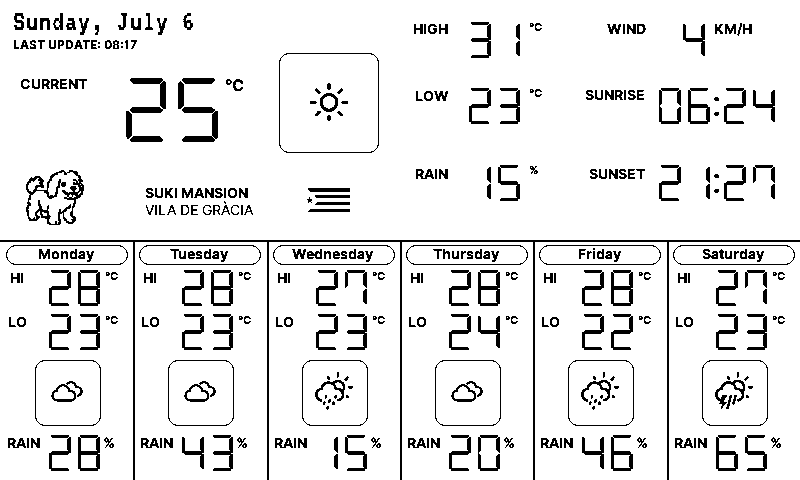 Sunday, July 6
LAST UPDATE: 08:17
CURRENT 25 °C
HIGH 31 °C
WIND 4 KM/H
LOW 23 °C
SUNRISE 06:24
RAIN 15 %
SUNSET 21:27
SUKI MANSION
VILA DE GRÀCIA
Monday
HI 28 °C
LO 23 °C
RAIN 28 %
Tuesday
HI 28 °C
LO 23 °C
RAIN 43 %
Wednesday
HI 27 °C
LO 23 °C
RAIN 15 %
Thursday
HI 28 °C
LO 24 °C
RAIN 20 %
Friday
HI 28 °C
LO 22 °C
RAIN 46 %
Saturday
HI 27 °C
LO 23 °C
RAIN 65 %